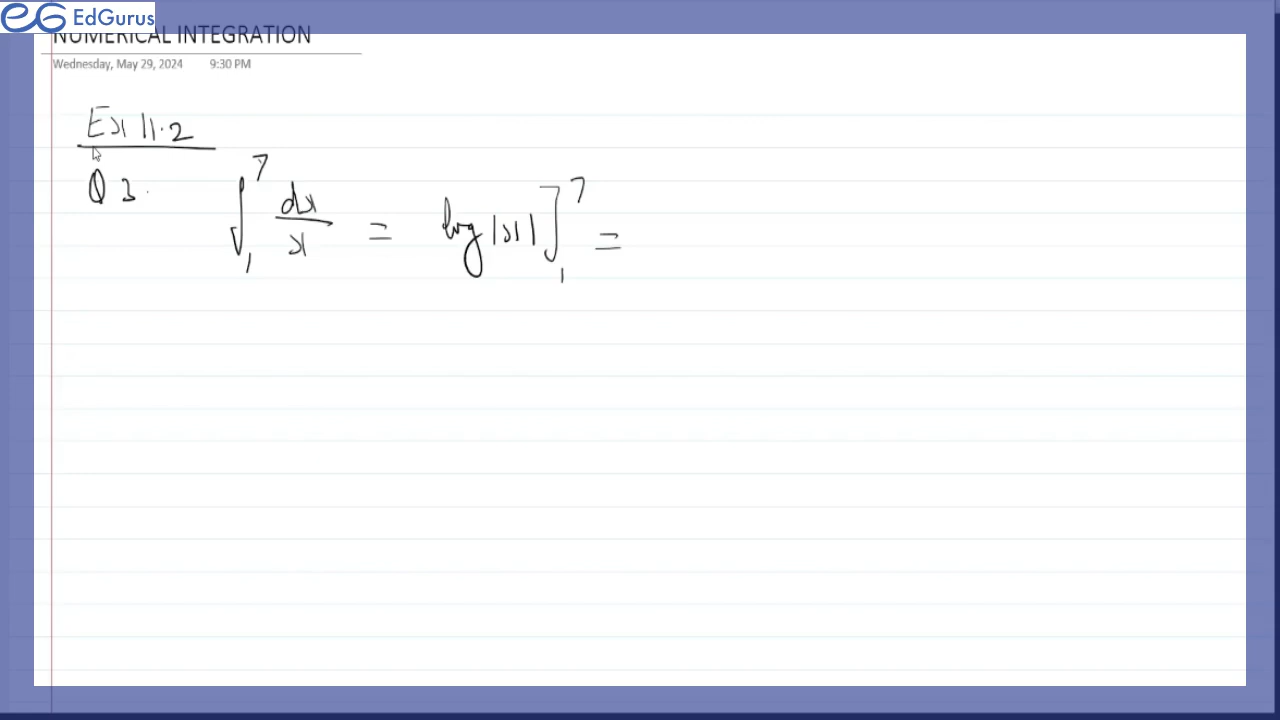 EdGurus
NUMERICAL INTEGRATION
Wednesday, May 29, 2024 9:30 PM
Ex 11.2
Q 3. ∫₁⁷ dx/x = log|x|]₁⁷ =